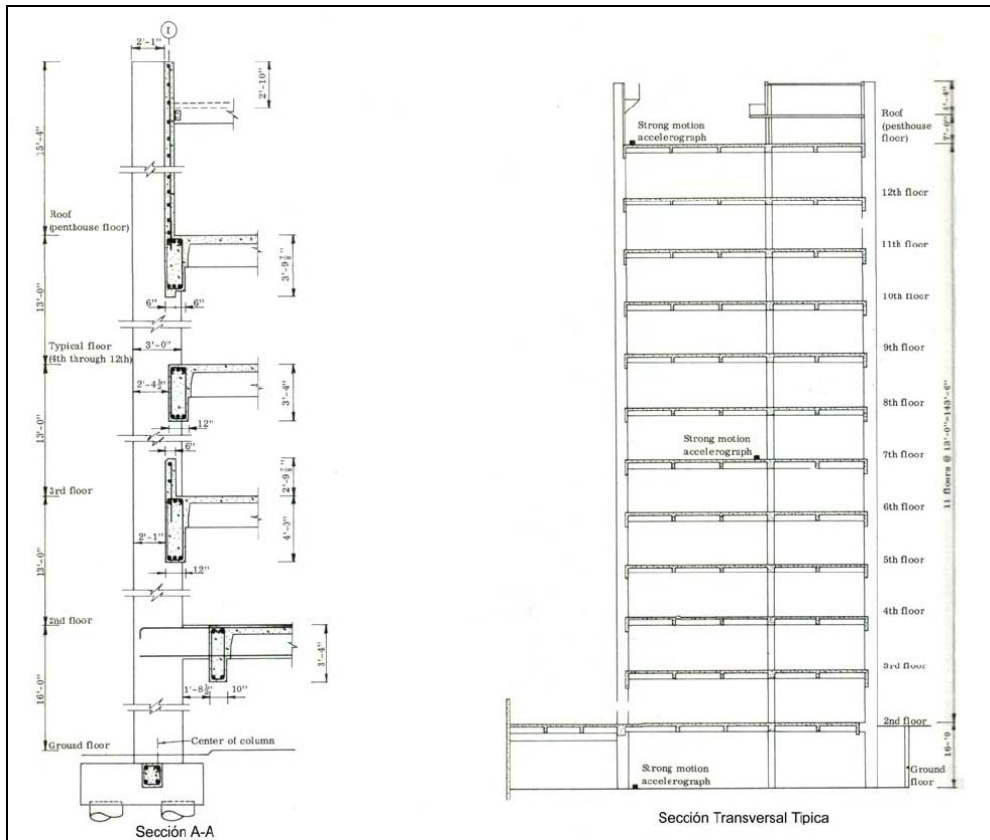 I
2'-1"
2'-10"
15'-4"
Roof
(penthouse floor)
3'-9 7/8"
6"
6"
13'-0"
Typical floor
(4th through 12th)
3'-0"
2'-4
3'-4"
12"
13'-0"
6"
2'-9
3rd floor
2'-1"
4'-3"
12"
13'-0"
2nd floor
3'-4"
1'-8
10"
16'-0"
Ground floor
Center of column
Sección A-A
Strong motion
accelerograph
Roof
(penthouse
floor)
7'-0"
12th floor
11th floor
10th floor
9th floor
8th floor
Strong motion
accelerograph
7th floor
6th floor
5th floor
4th floor
3rd floor
2nd floor
11 floors @ 13'-0"=143'-6"
16-'0
Strong motion
accelerograph
Ground
floor
Sección Transversal Tipica